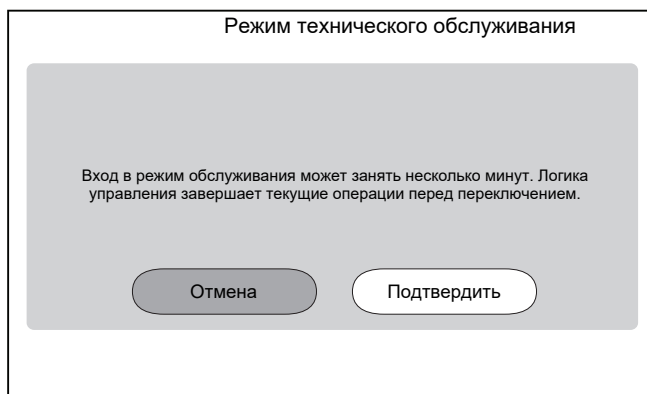 Режим технического обслуживания
Вход в режим обслуживания может занять несколько минут. Логика
управления завершает текущие операции перед переключением.
Отмена
Подтвердить